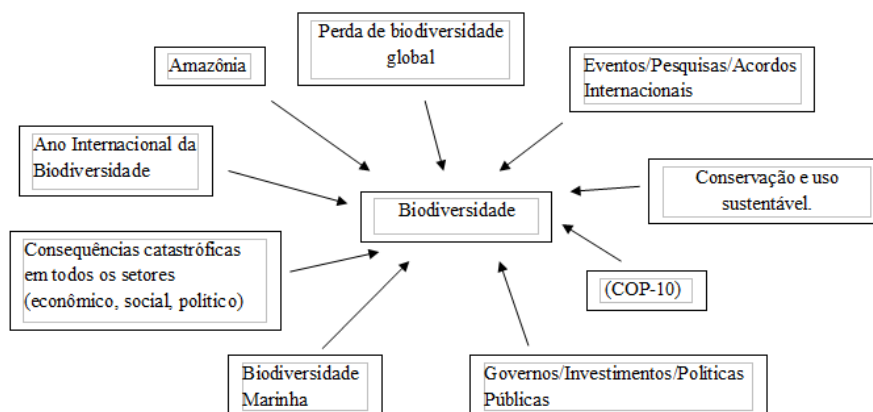 Perda de biodiversidade
global
Amazônia
Eventos/Pesquisas/Acordos
Internacionais
Ano Internacional da
Biodiversidade
Conservação e uso
sustentável.
Biodiversidade
Consequências catastróficas
em todos os setores
(econômico, social, politico)
(COP-10)
Biodiversidade
Marinha
Governos/Investimentos/Politicas
Públicas